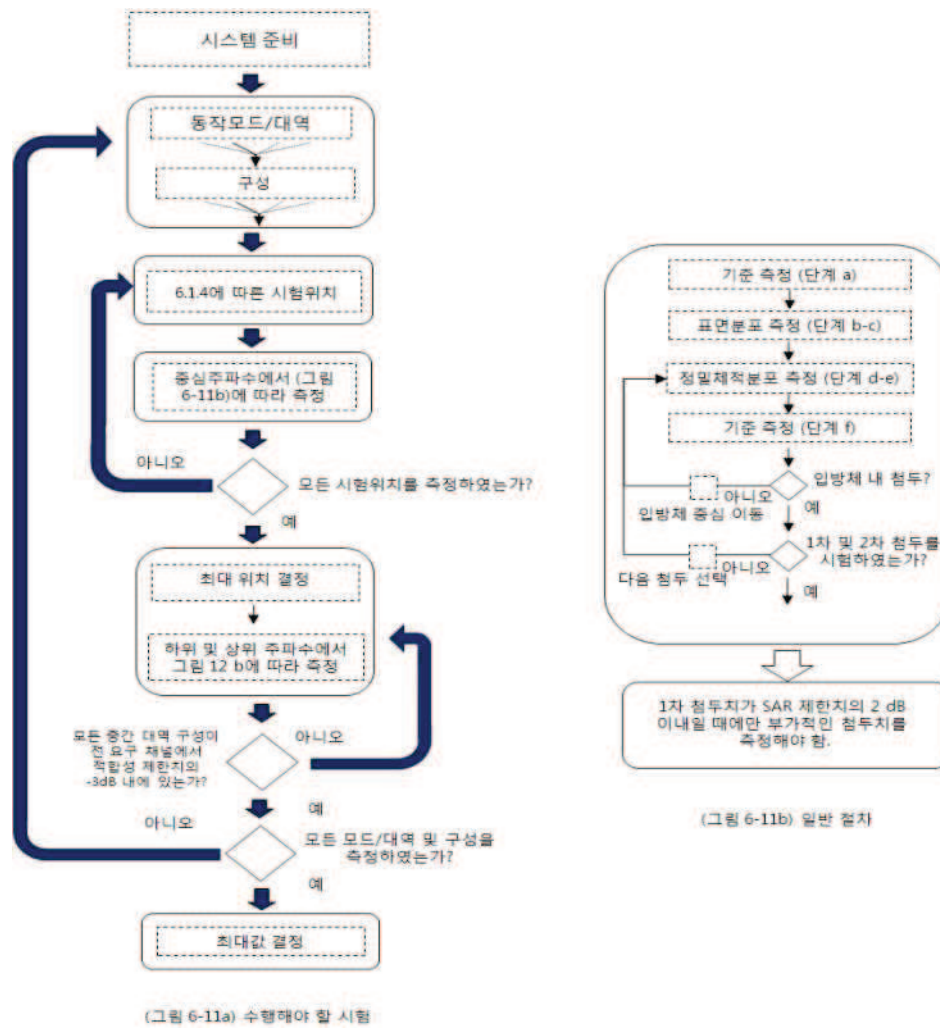 시스템 준비
동작모드/대역
구성
6.1.4에 따른 시험위치
중심주파수에서 (그림
6-11b)에 따라 측정
아니오
모든 시험위치를 측정하였는가?
예
최대 위치 결정
하위 및 상위 주파수에서
그림 12 b에 따라 측정
모든 중간 대역 구성이
전 요구 채널에서
적합성 제한치의
-3dB 내에 있는가?
아니오
예
아니오
모든 모드/대역 및 구성을
측정하였는가?
예
최대값 결정
(그림 6-11a) 수행해야 할 시험
기준 측정 (단계 a)
표면분포 측정 (단계 b-c)
정밀체적분포 측정 (단계 d-e)
기준 측정 (단계 f)
입방체 내 첨두?
아니오
입방체 중심 이동
예
1차 및 2차 첨두를
시험하였는가?
아니오
다음 첨두 선택
예
1차 첨두치가 SAR 제한치의 2 dB
이내일 때에만 부가적인 첨두치를
측정해야 함.
(그림 6-11b) 일반 절차